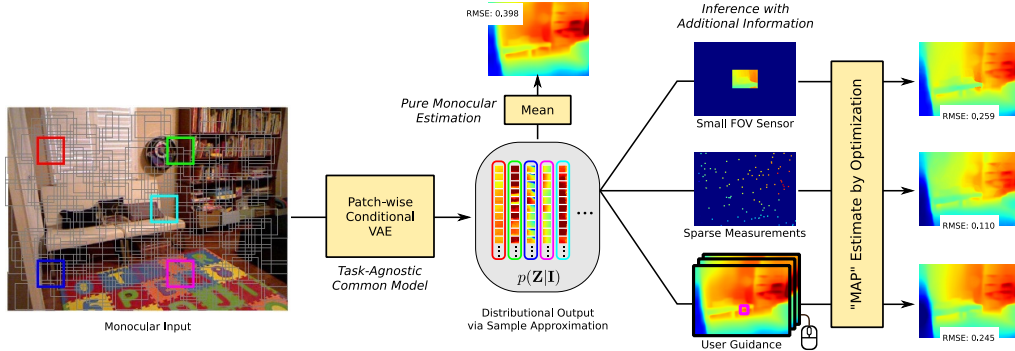 Monocular Input
Patch-wise
Conditional
VAE
Task-Agnostic
Common Model
RMSE: 0.398
Pure Monocular
Estimation
Mean
...
p(Z|I)
Distributional Output
via Sample Approximation
Inference with
Additional Information
Small FOV Sensor
Sparse Measurements
User Guidance
"MAP" Estimate by Optimization
RMSE: 0.259
RMSE: 0.110
RMSE: 0.245